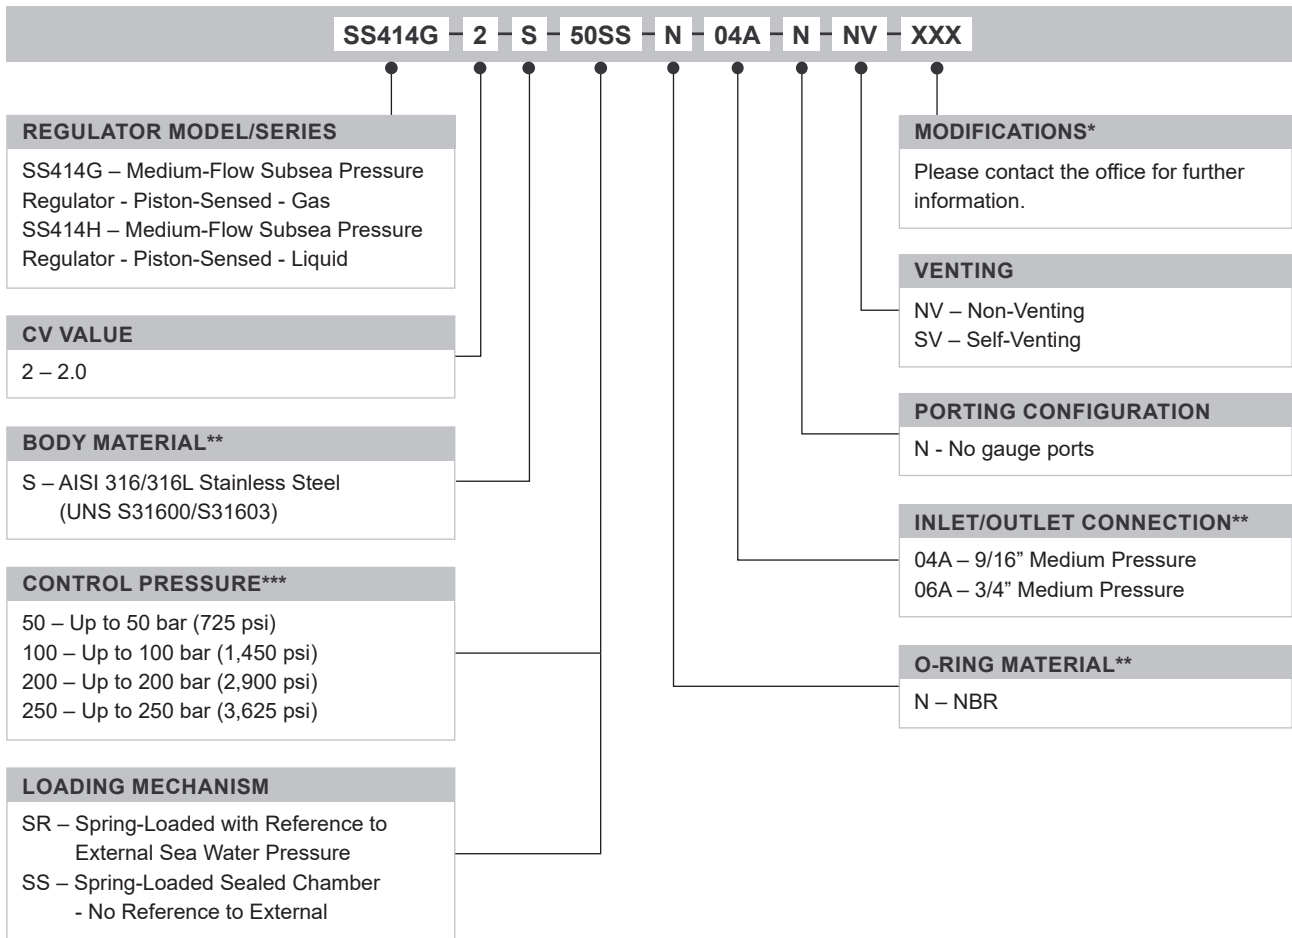 SS414G 2 S 50SS N 04A N NV XXX
REGULATOR MODEL/SERIES
SS414G – Medium-Flow Subsea Pressure
Regulator - Piston-Sensed - Gas
SS414H – Medium-Flow Subsea Pressure
Regulator - Piston-Sensed - Liquid
CV VALUE
2 – 2.0
BODY MATERIAL**
S – AISI 316/316L Stainless Steel
(UNS S31600/S31603)
CONTROL PRESSURE***
50 – Up to 50 bar (725 psi)
100 – Up to 100 bar (1,450 psi)
200 – Up to 200 bar (2,900 psi)
250 – Up to 250 bar (3,625 psi)
LOADING MECHANISM
SR – Spring-Loaded with Reference to
External Sea Water Pressure
SS – Spring-Loaded Sealed Chamber
- No Reference to External
MODIFICATIONS*
Please contact the office for further
information.
VENTING
NV – Non-Venting
SV – Self-Venting
PORTING CONFIGURATION
N - No gauge ports
INLET/OUTLET CONNECTION**
04A – 9/16” Medium Pressure
06A – 3/4” Medium Pressure
O-RING MATERIAL**
N – NBR